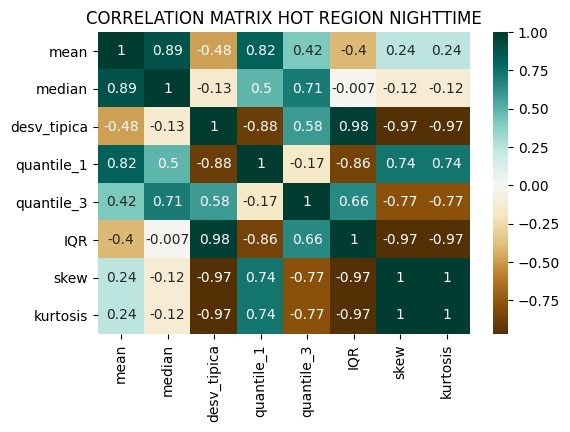 CORRELATION MATRIX HOT REGION NIGHTTIME
mean 1 0.89 -0.48 0.82 0.42 -0.4 0.24 0.24
median 0.89 1 -0.13 0.5 0.71 -0.007 -0.12 -0.12
desv_tipica -0.48 -0.13 1 -0.88 0.58 0.98 -0.97 -0.97
quantile_1 0.82 0.5 -0.88 1 -0.17 -0.86 0.74 0.74
quantile_3 0.42 0.71 0.58 -0.17 1 0.66 -0.77 -0.77
IQR -0.4 -0.007 0.98 -0.86 0.66 1 -0.97 -0.97
skew 0.24 -0.12 -0.97 0.74 -0.77 -0.97 1 1
kurtosis 0.24 -0.12 -0.97 0.74 -0.77 -0.97 1 1
mean median desv_tipica quantile_1 quantile_3 IQR skew kurtosis
1.00
0.75
0.50
0.25
0.00
−0.25
−0.50
−0.75